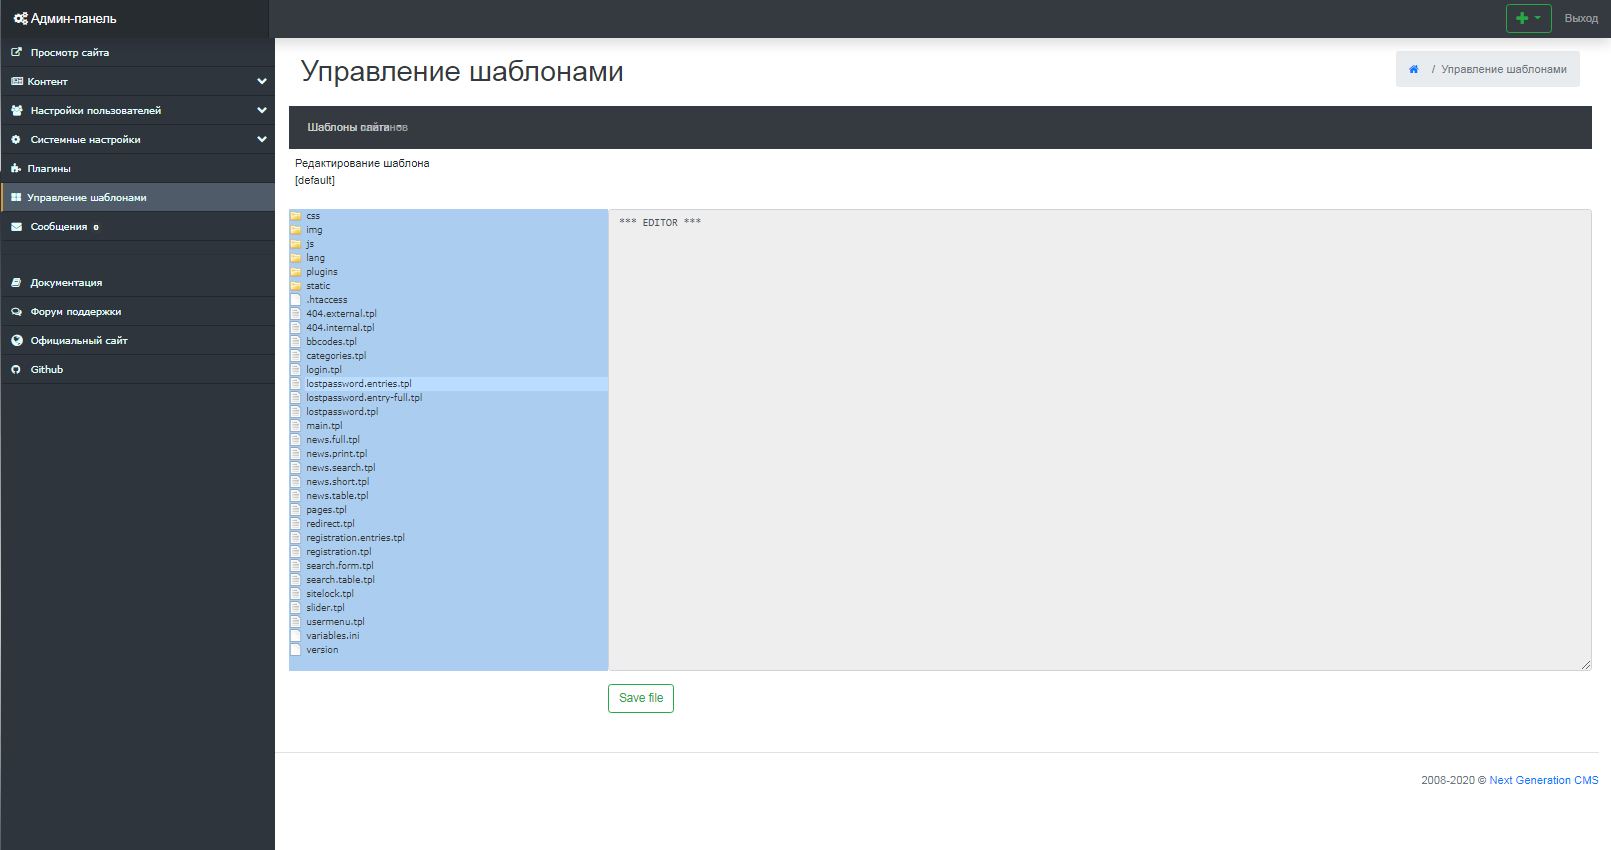 Админ-панель
Выход
Просмотр сайта
Контент
Настройки пользователей
Системные настройки
Плагины
Управление шаблонами
Сообщения 0
Документация
Форум поддержки
Официальный сайт
Github
Управление шаблонами
/ Управление шаблонами
Шаблоны сайта
Редактирование шаблона
[default]
css
img
js
lang
plugins
static
.htaccess
404.external.tpl
404.internal.tpl
bbcodes.tpl
categories.tpl
login.tpl
lostpassword.entries.tpl
lostpassword.entry-full.tpl
lostpassword.tpl
main.tpl
news.full.tpl
news.print.tpl
news.search.tpl
news.short.tpl
news.table.tpl
pages.tpl
redirect.tpl
registration.entries.tpl
registration.tpl
search.form.tpl
search.table.tpl
sitelock.tpl
slider.tpl
usermenu.tpl
variables.ini
version
*** EDITOR ***
Save file
2008-2020 © Next Generation CMS